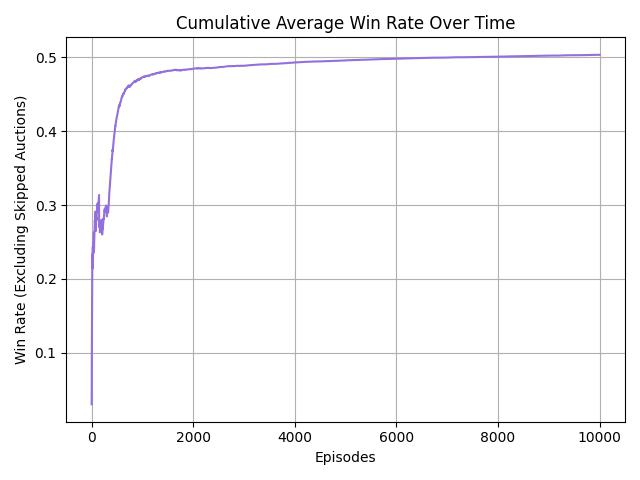 Cumulative Average Win Rate Over Time
Win Rate (Excluding Skipped Auctions)
0.5
0.4
0.3
0.2
0.1
0 2000 4000 6000 8000 10000
Episodes